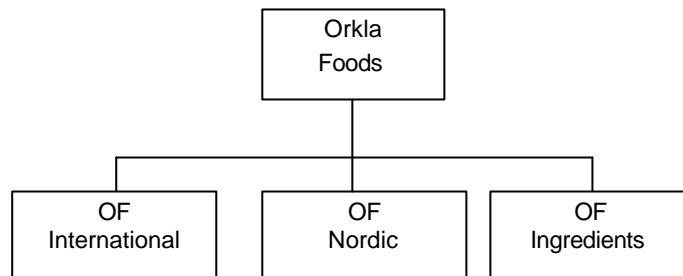 Orkla
Foods
OF
International
OF
Nordic
OF
Ingredients